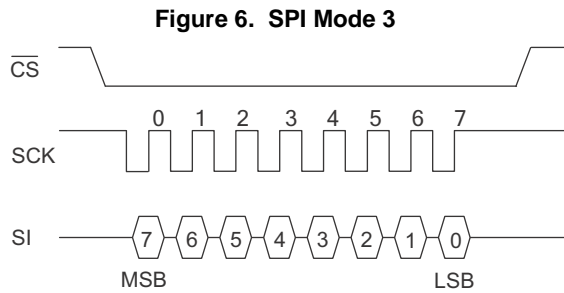 Figure 6.  SPI Mode 3
CS
0 1 2 3 4 5 6 7
SCK
SI 7 6 5 4 3 2 1 0
MSB LSB